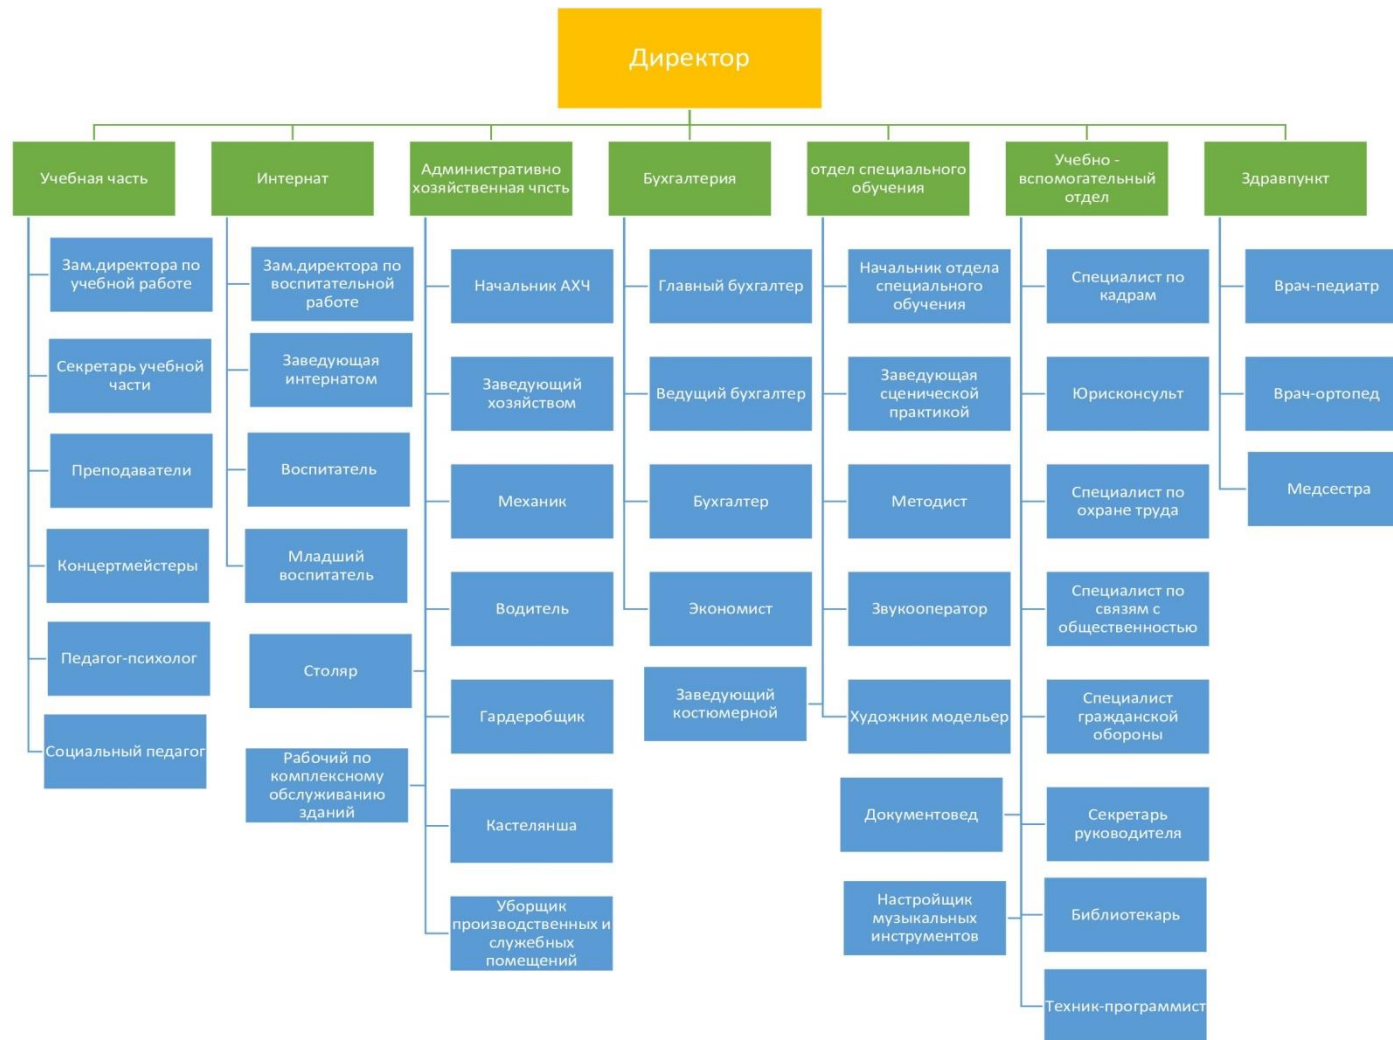 Директор
Учебная часть
Интернат
Административно
хозяйственная чпсть
Бухгалтерия
отдел специального
обучения
Учебно -
вспомогательный
отдел
Здравпункт
Зам.директора по
учебной работе
Секретарь учебной
части
Преподаватели
Концертмейстеры
Педагог-психолог
Социальный педагог
Зам.директора по
воспитательной
работе
Заведующая
интернатом
Воспитатель
Младший
воспитатель
Начальник АХЧ
Заведующий
хозяйством
Механик
Водитель
Столяр
Гардеробщик
Рабочий по
комплексному
обслуживанию
зданий
Кастелянша
Уборщик
производственных и
служебных
помещений
Главный бухгалтер
Ведущий бухгалтер
Бухгалтер
Экономист
Начальник отдела
специального
обучения
Заведующая
сценической
практикой
Методист
Звукооператор
Заведующий
костюмерной
Художник модельер
Специалист по
кадрам
Юрисконсульт
Специалист по
охране труда
Специалист по
связям с
общественностью
Специалист
гражданской
обороны
Документовед
Секретарь
руководителя
Настройщик
музыкальных
инструментов
Библиотекарь
Техник-программист
Врач-педиатр
Врач-ортопед
Медсестра